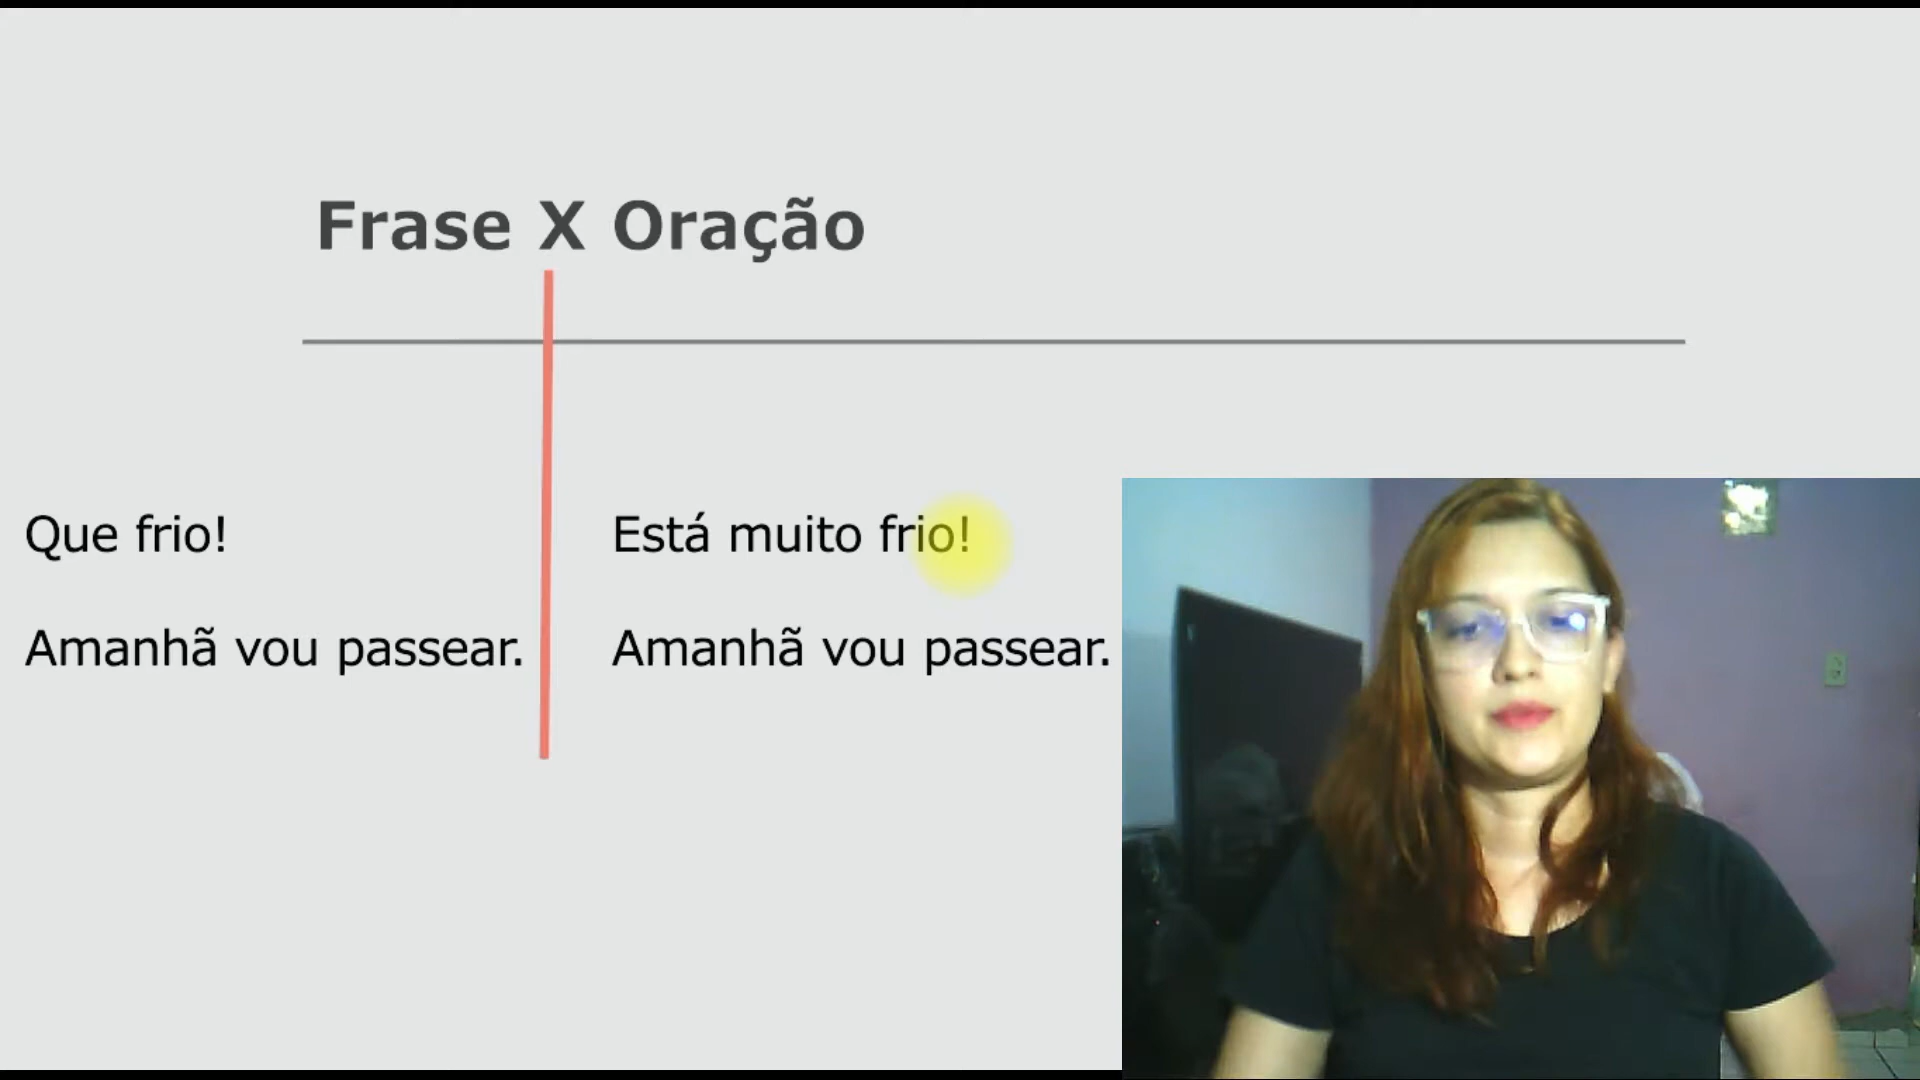 Frase X Oração
Que frio!
Está muito frio!
Amanhã vou passear.
Amanhã vou passear.